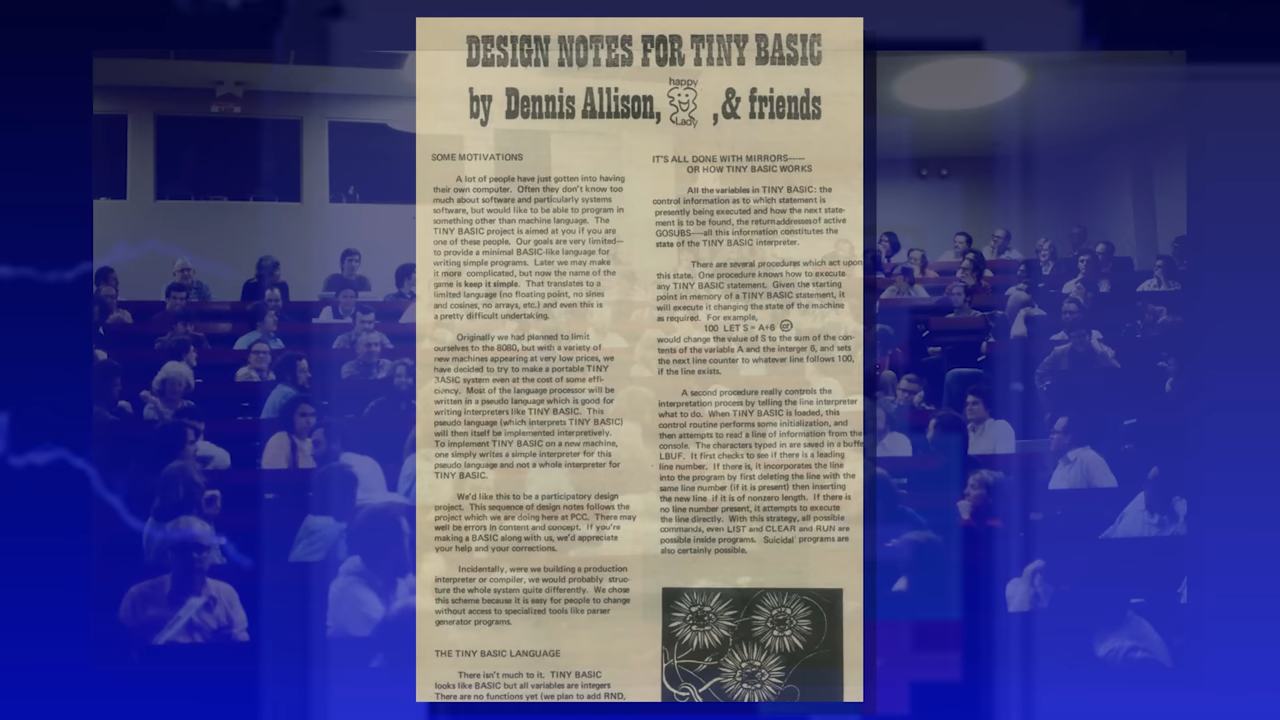 DESIGN NOTES FOR TINY BASIC
by Dennis Allison, happy Lady , & friends
SOME MOTIVATIONS
A lot of people have just gotten into having
their own computer. Often they don't know too
much about software and particularly systems
software, but would like to be able to program in
something other than machine language. The
TINY BASIC project is aimed at you if you are
one of these people. Our goals are very limited—
to provide a minimal BASIC-like language for
writing simple programs. Later we may make
it more complicated, but now the name of the
game is keep it simple. That translates to a
limited language (no floating point, no sines
and cosines, no arrays, etc.) and even this is
a pretty difficult undertaking.
Originally we had planned to limit
ourselves to the 8080, but with a variety of
new machines appearing at very low prices, we
have decided to try to make a portable TINY
BASIC system even at the cost of some effi-
ciency. Most of the language processor will be
written in a pseudo language which is good for
writing interpreters like TINY BASIC. This
pseudo language (which interprets TINY BASIC)
will then itself be implemented interpretively.
To implement TINY BASIC on a new machine,
one simply writes a simple interpreter for this
pseudo language and not a whole interpreter for
TINY BASIC.
We'd like this to be a participatory design
project. This sequence of design notes follows the
project which we are doing here at PCC. There may
well be errors in content and concept. If you're
making a BASIC along with us, we'd appreciate
your help and your corrections.
Incidentally, were we building a production
interpreter or compiler, we would probably struc-
ture the whole system quite differently. We chose
this scheme because it is easy for people to change
without access to specialized tools like parser
generator programs.
THE TINY BASIC LANGUAGE
There isn't much to it. TINY BASIC
looks like BASIC but all variables are integers
There are no functions yet (we plan to add RND,
IT'S ALL DONE WITH MIRRORS——
OR HOW TINY BASIC WORKS
All the variables in TINY BASIC: the
control information as to which statement is
presently being executed and how the next state-
ment is to be found, the return addresses of active
GOSUBS—all this information constitutes the
state of the TINY BASIC interpreter.
There are several procedures which act upon
this state. One procedure knows how to execute
any TINY BASIC statement. Given the starting
point in memory of a TINY BASIC statement, it
will execute it changing the state of the machine
as required. For example,
100 LET S = A+6 cr
would change the value of S to the sum of the con-
tents of the variable A and the interger 6, and sets
the next line counter to whatever line follows 100,
if the line exists.
A second procedure really controls the
interpretation process by telling the line interpreter
what to do. When TINY BASIC is loaded, this
control routine performs some initialization, and
then attempts to read a line of information from the
console. The characters typed in are saved in a buffe
LBUF. It first checks to see if there is a leading
line number. If there is, it incorporates the line
into the program by first deleting the line with the
same line number (if it is present) then inserting
the new line if it is of nonzero length. If there is
no line number present, it attempts to execute
the line directly. With this strategy, all possible
commands, even LIST and CLEAR and RUN are
possible inside programs. Suicidal programs are
also certainly possible.